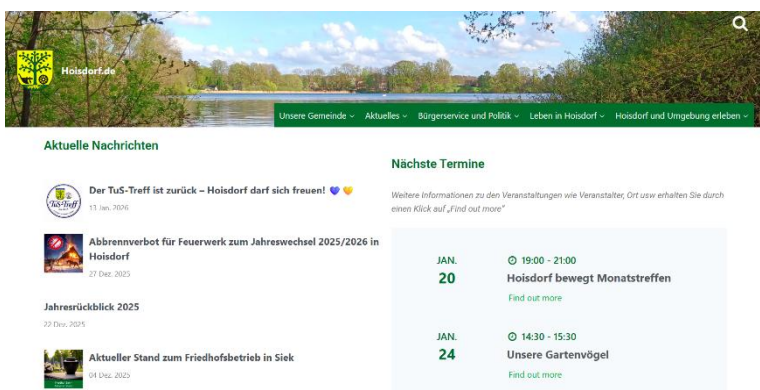 Hoisdorf.de
Unsere Gemeinde
Aktuelles
Bürgerservice und Politik
Leben in Hoisdorf
Hoisdorf und Umgebung erleben
Aktuelle Nachrichten
TuS-Treff
Der TuS-Treff ist zurück – Hoisdorf darf sich freuen! 💙 💛
13 Jan. 2026
Abbrennverbot für Feuerwerk zum Jahreswechsel 2025/2026 in
Hoisdorf
27 Dez. 2025
Jahresrückblick 2025
22 Dez. 2025
Aktueller Stand zum Friedhofsbetrieb in Siek
04 Dez. 2025
Nächste Termine
Weitere Informationen zu den Veranstaltungen wie Veranstalter, Ort usw erhalten Sie durch
einen Klick auf „Find out more"
JAN.
20
19:00 - 21:00
Hoisdorf bewegt Monatstreffen
Find out more
JAN.
24
14:30 - 15:30
Unsere Gartenvögel
Find out more